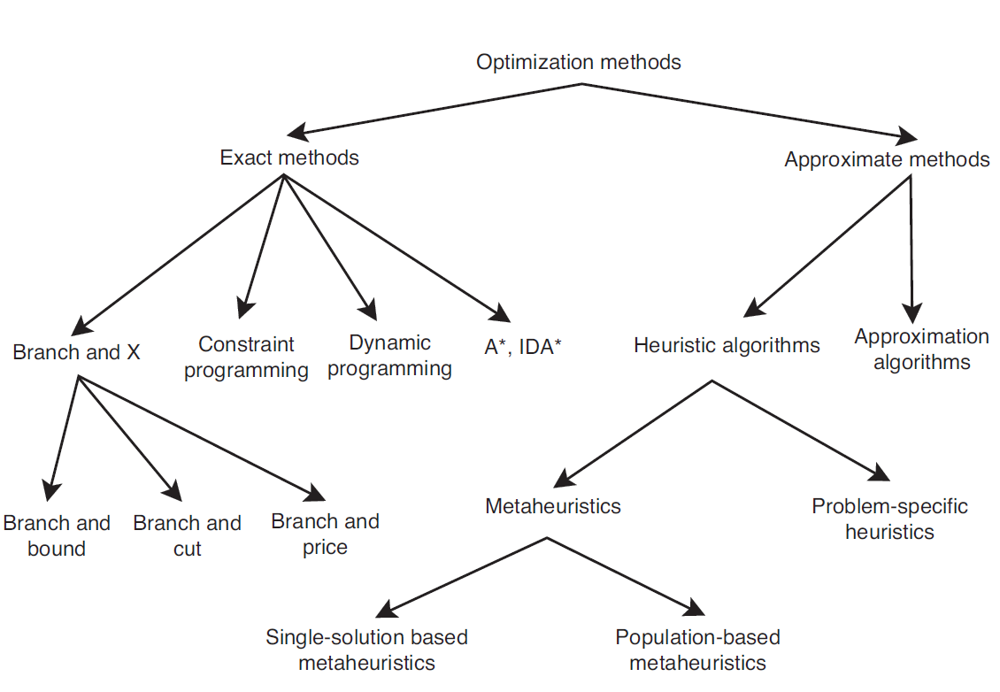 Optimization methods
Exact methods
Approximate methods
Branch and X
Constraint
programming
Dynamic
programming
A*, IDA*
Heuristic algorithms
Approximation
algorithms
Branch and
bound
Branch and
cut
Branch and
price
Metaheuristics
Problem-specific
heuristics
Single-solution based
metaheuristics
Population-based
metaheuristics